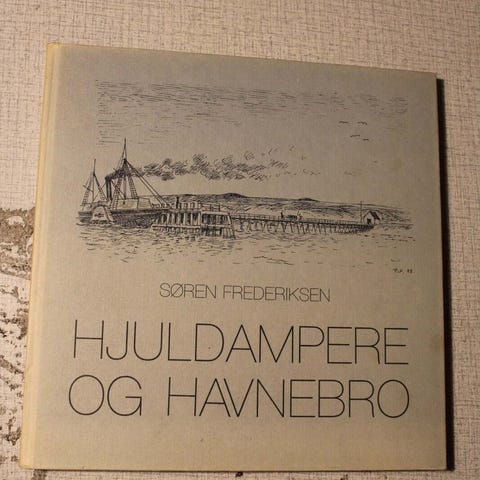 SØREN FREDERIKSEN
HJULDAMPERE
OG HAVNEBRO